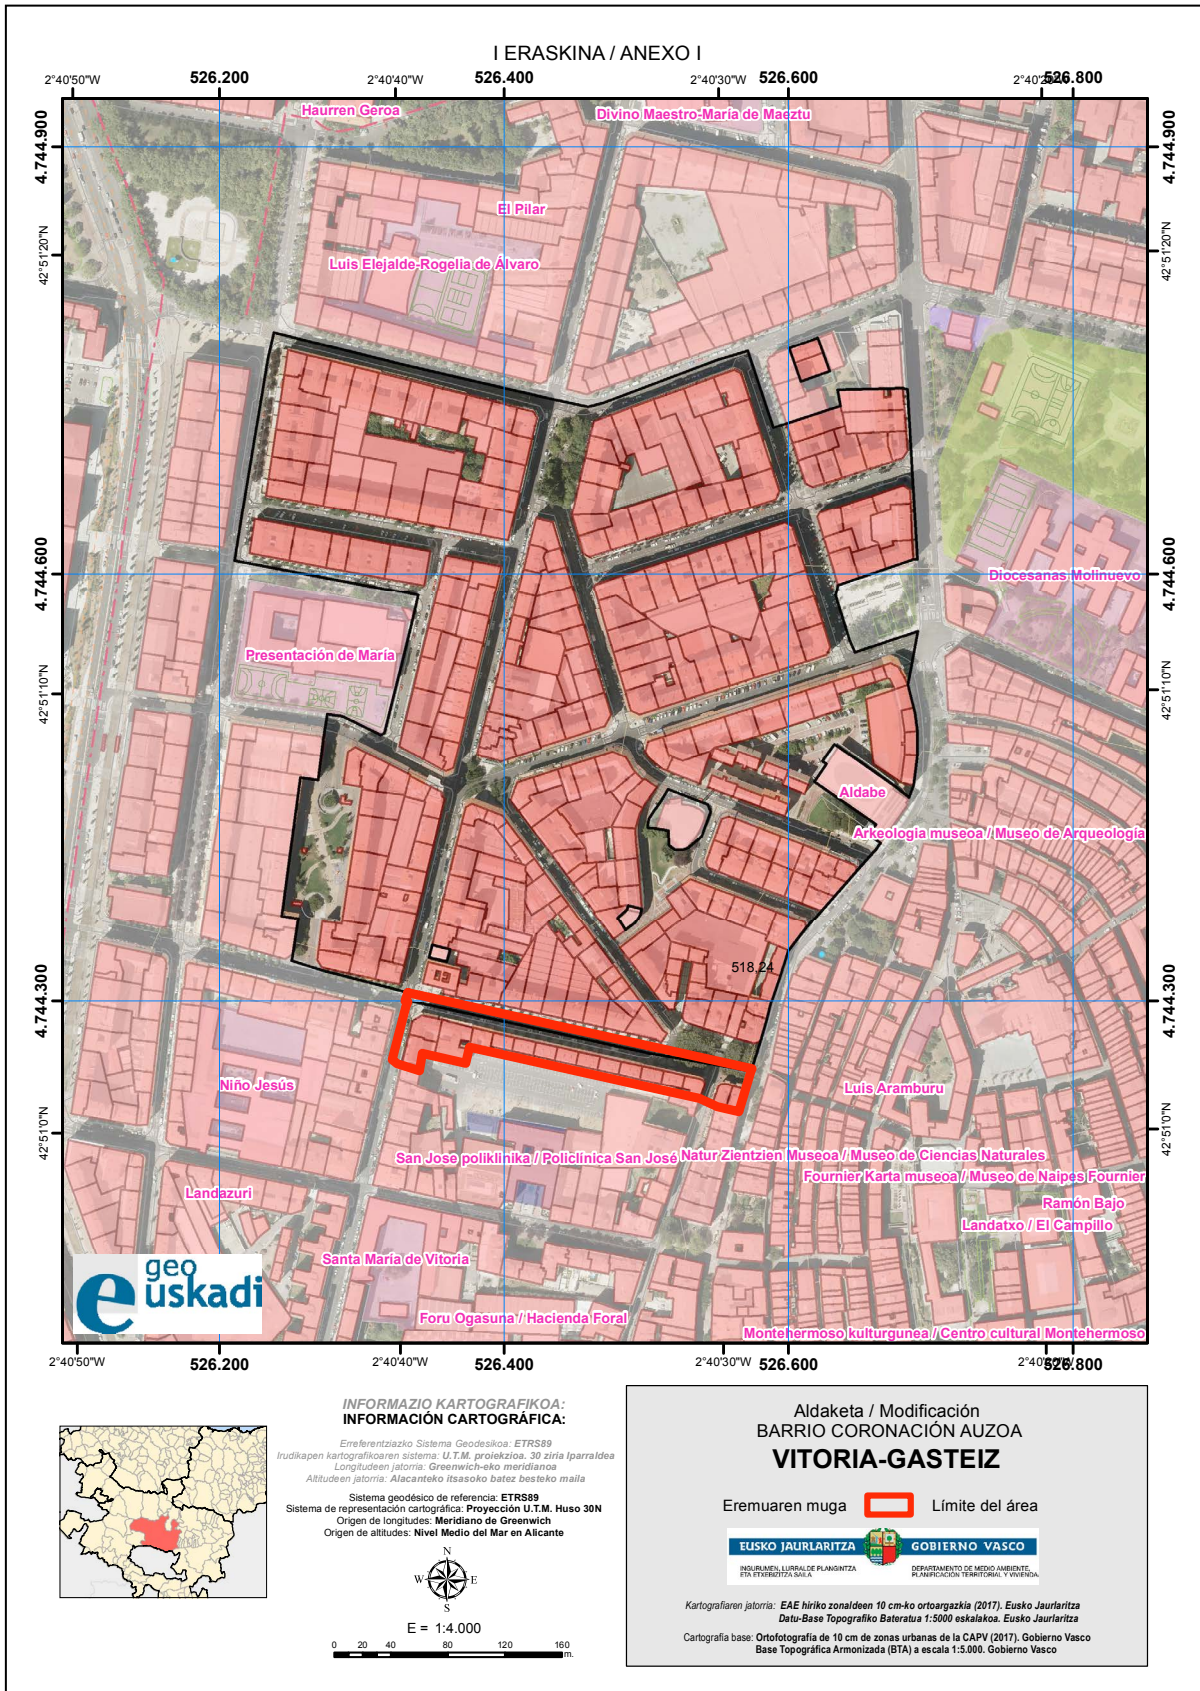 I ERASKINA / ANEXO I
2°40'50"W 526.200 2°40'40"W 526.400 2°40'30"W 526.600 526.800
4.744.900
4.744.900
42°51'20"N
42°51'20"N
4.744.600
4.744.600
42°51'10"N
42°51'10"N
4.744.300
4.744.300
42°51'0"N
42°51'0"N
Haurren Geroa
Divino Maestro-María de Maeztu
El Pilar
Luis Elejalde-Rogelia de Álvaro
Diocesanas Molinuevo
Presentación de María
Aldabe
Arkeologia museoa / Museo de Arqueología
518.24
Niño Jesús
Luis Aramburu
San Jose poliklinika / Policlínica San José
Natur Zientzien Museoa / Museo de Ciencias Naturales
Fournier Karta museoa / Museo de Naipes Fournier
Landazuri
Ramón Bajo
Landatxo / El Campillo
Santa María de Vitoria
Foru Ogasuna / Hacienda Foral
Montehermoso kulturgunea / Centro cultural Montehermoso
geo
euskadi
2°40'50"W 526.200 2°40'40"W 526.400 2°40'30"W 526.600 526.800
INFORMAZIO KARTOGRAFIKOA:
INFORMACIÓN CARTOGRÁFICA:
Erreferentziazko Sistema Geodesikoa: ETRS89
Irudikapen kartografikoaren sistema: U.T.M. proiekzioa. 30 ziria Iparraldea
Longitudeen jatorria: Greenwich-eko meridianoa
Altitudeen jatorria: Alacanteko itsasoko batez besteko maila
Sistema geodésico de referencia: ETRS89
Sistema de representación cartográfica: Proyección U.T.M. Huso 30N
Origen de longitudes: Meridiano de Greenwich
Origen de altitudes: Nivel Medio del Mar en Alicante
N
W E
S
E = 1:4.000
0 20 40 80 120 160
m.
Aldaketa / Modificación
BARRIO CORONACIÓN AUZOA
VITORIA-GASTEIZ
Eremuaren muga Límite del área
EUSKO JAURLARITZA GOBIERNO VASCO
INGURUMEN, LURRALDE PLANGINTZA
ETA ETXEBIZITZA SAILA
DEPARTAMENTO DE MEDIO AMBIENTE,
PLANIFICACIÓN TERRITORIAL Y VIVIENDA
Kartografiaren jatorria: EAE hiriko zonaldeen 10 cm-ko ortoargazkia (2017). Eusko Jaurlaritza
Datu-Base Topografiko Bateratua 1:5000 eskalakoa. Eusko Jaurlaritza
Cartografía base: Ortofotografía de 10 cm de zonas urbanas de la CAPV (2017). Gobierno Vasco
Base Topográfica Armonizada (BTA) a escala 1:5.000. Gobierno Vasco